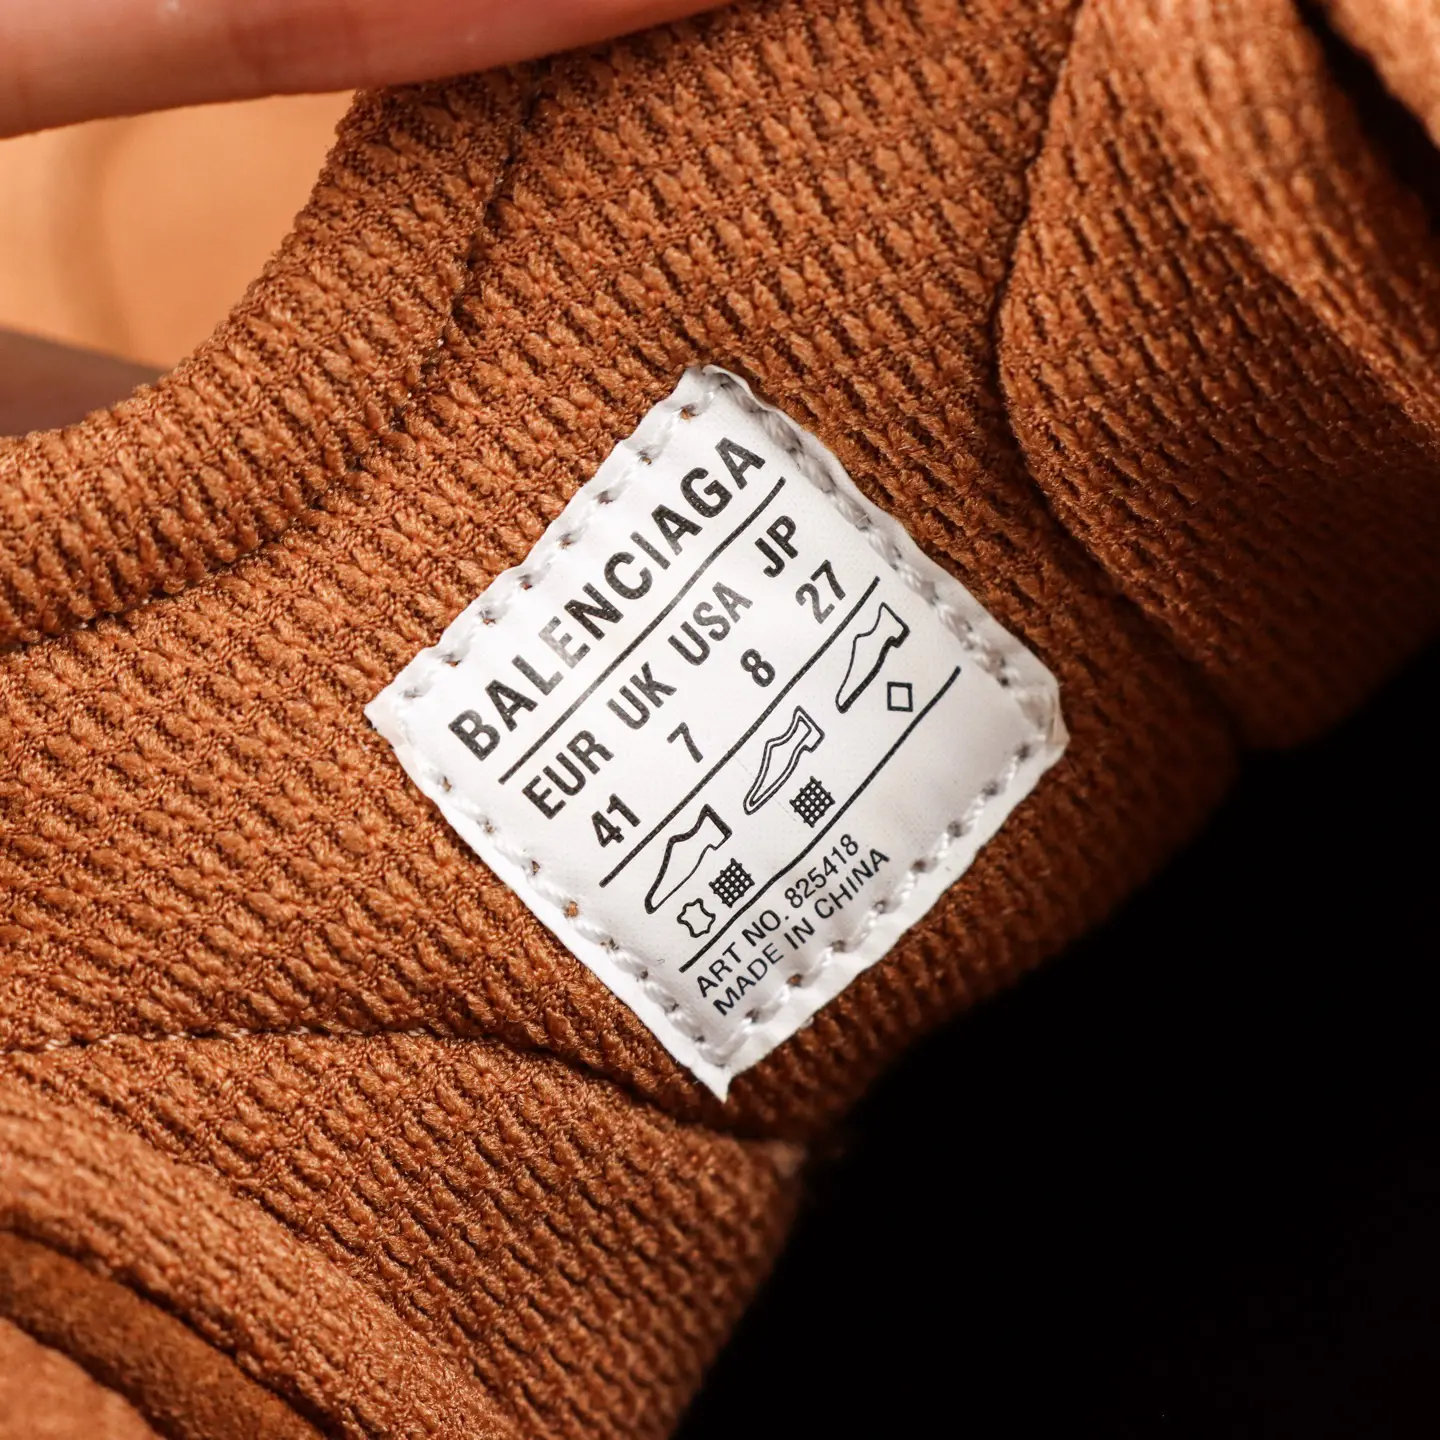 BALENCIAGA
EUR UK USA JP
41 7 8 27
ART NO. 825418
MADE IN CHINA